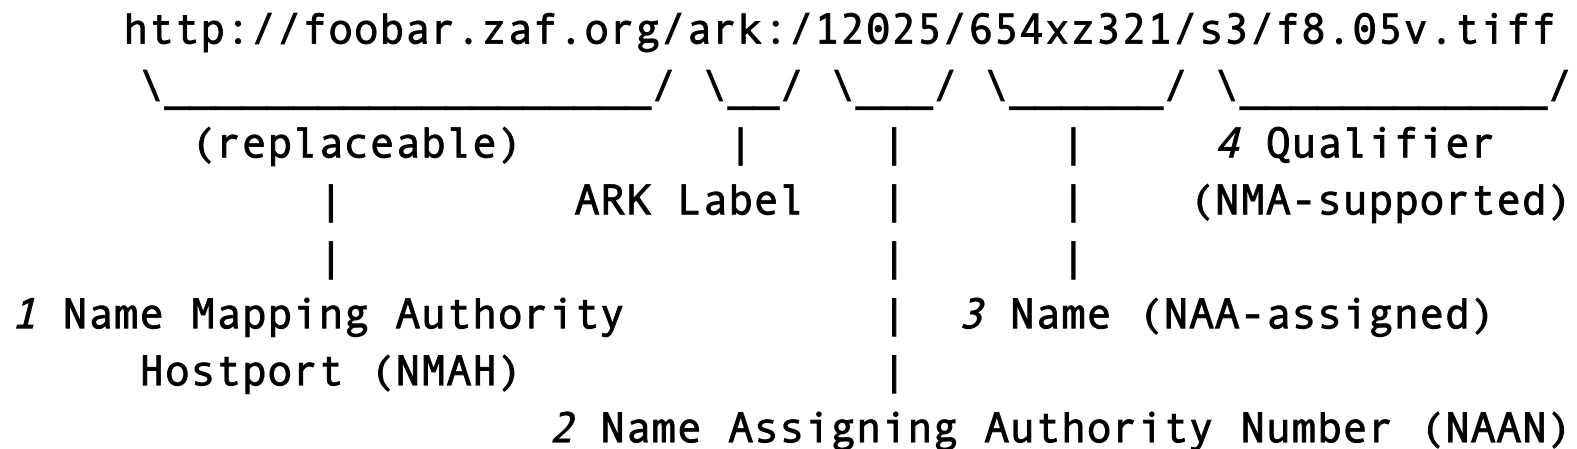 http://foobar.zaf.org/ark:/12025/654xz321/s3/f8.05v.tiff
\___________________/ \__/ \___/ \______/ \____________/
(replaceable) | | | 4 Qualifier
| ARK Label | | (NMA-supported)
| | |
1 Name Mapping Authority | 3 Name (NAA-assigned)
Hostport (NMAH) |
2 Name Assigning Authority Number (NAAN)